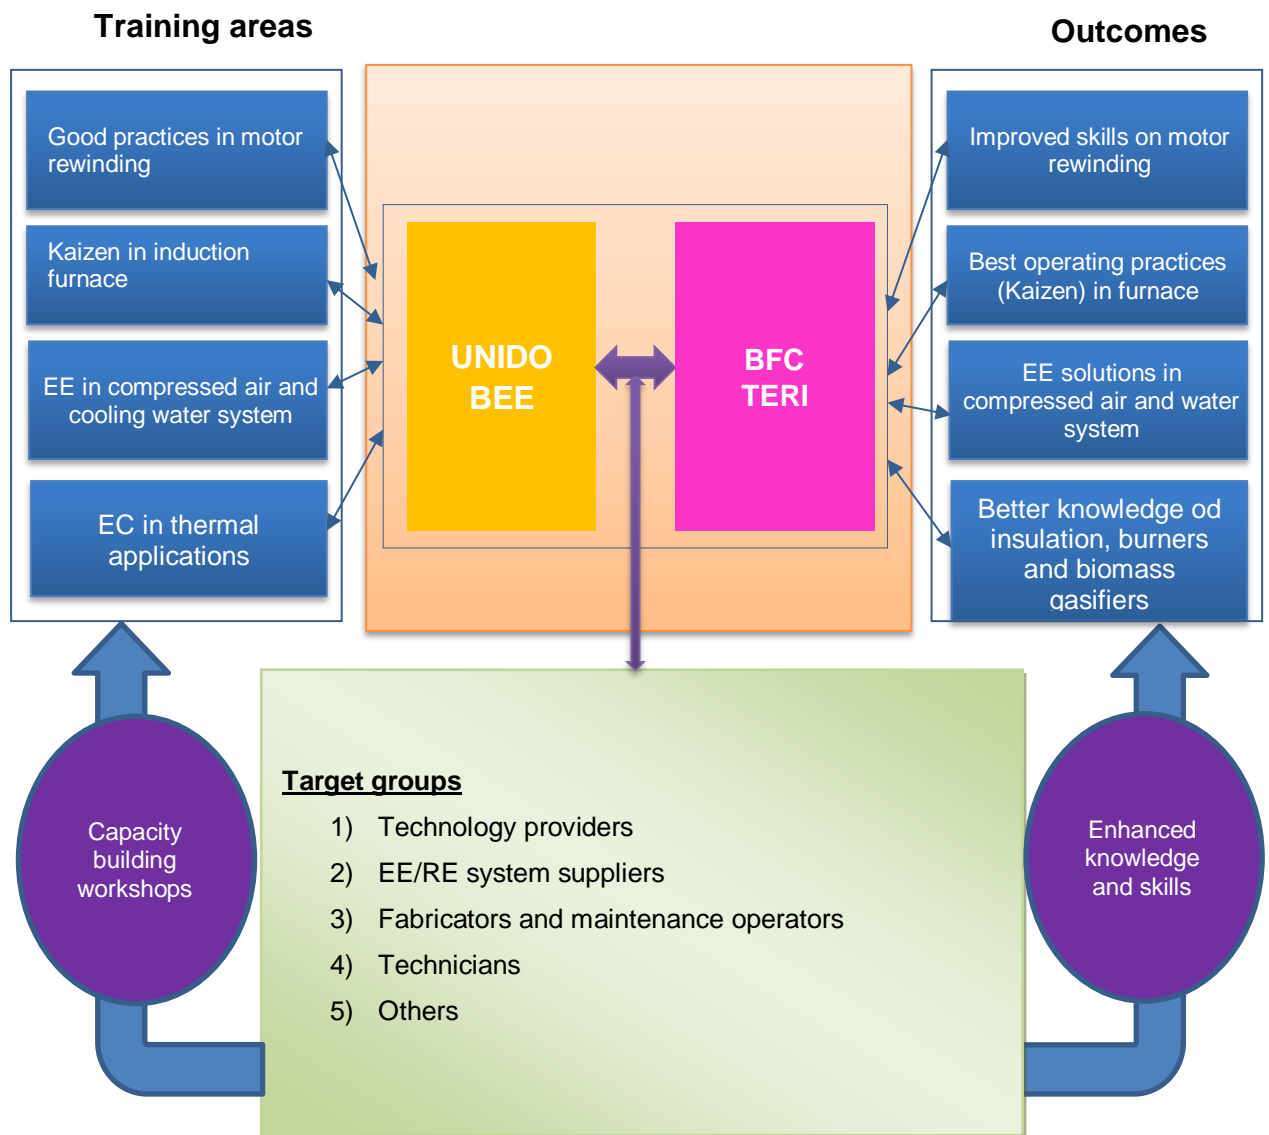 Training areas
Outcomes
Good practices in motor
rewinding
Kaizen in induction
furnace
EE in compressed air and
cooling water system
EC in thermal
applications
UNIDO
BEE
BFC
TERI
Improved skills on motor
rewinding
Best operating practices
(Kaizen) in furnace
EE solutions in
compressed air and water
system
Better knowledge od
insulation, burners
and biomass
gasifiers
Capacity
building
workshops
Target groups
1) Technology providers
2) EE/RE system suppliers
3) Fabricators and maintenance operators
4) Technicians
5) Others
Enhanced
knowledge
and skills